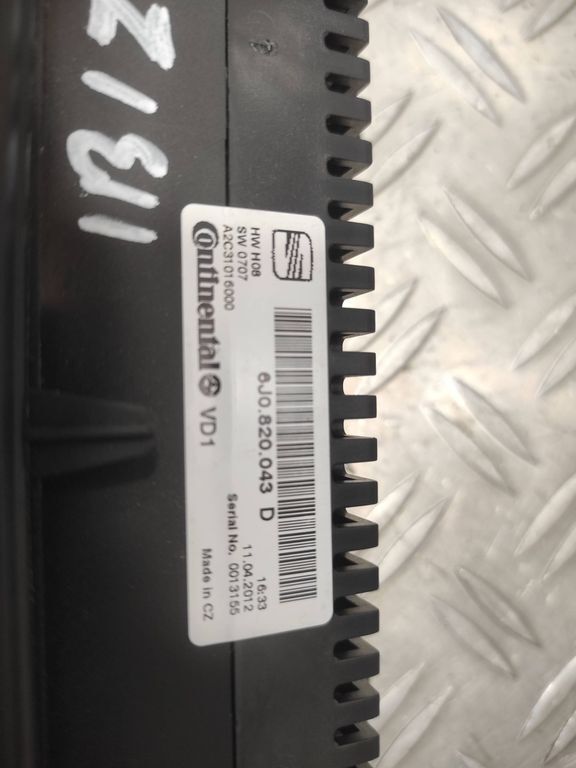 HW H08
SW 0707
A2C31016000
Continental VD1
6J0.820.043 D
16:33
11.04.2012
Serial No. 0013155
Made in CZ